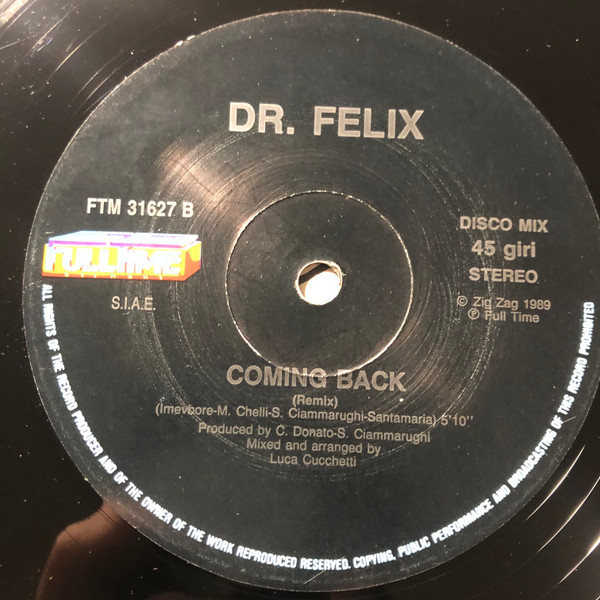 DR. FELIX
FTM 31627 B
FULLTIME
S.I.A.E.
DISCO MIX
45 giri
STEREO
© Zig Zag 1989
℗ Full Time
COMING BACK
(Remix)
(Imevbore-M. Chelli-S. Ciammarughi-Santamaria) 5'10''
Produced by C. Donato-S. Ciammarughi
Mixed and arranged by
Luca Cucchetti
ALL RIGHTS OF THE RECORD PRODUCER AND OF THE OWNER OF THE WORK REPRODUCED RESERVED. COPYING, PUBLIC PERFORMANCE AND BROADCASTING OF THIS RECORD PROHIBITED